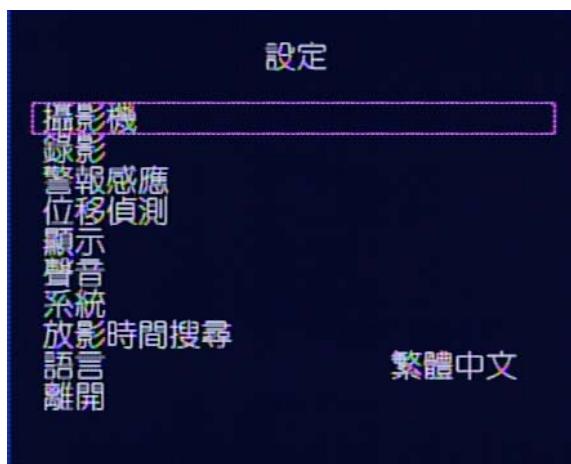 設定
攝影機
錄影
警報感應
位移偵測
顯示
聲音
系統
放影時間搜尋
語言 繁體中文
離開